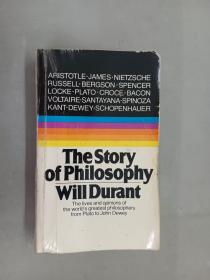 ARISTOTLE·JAMES·NIETZSCHE
RUSSELL·BERGSON·SPENCER
LOCKE·PLATO·CROCE·BACON
VOLTAIRE·SANTAYANA·SPINOZA
KANT·DEWEY·SCHOPENHAUER
The Story
of Philosophy
Will Durant
The lives and opinions of
the world's greatest philosophers
from Plato to John Dewey